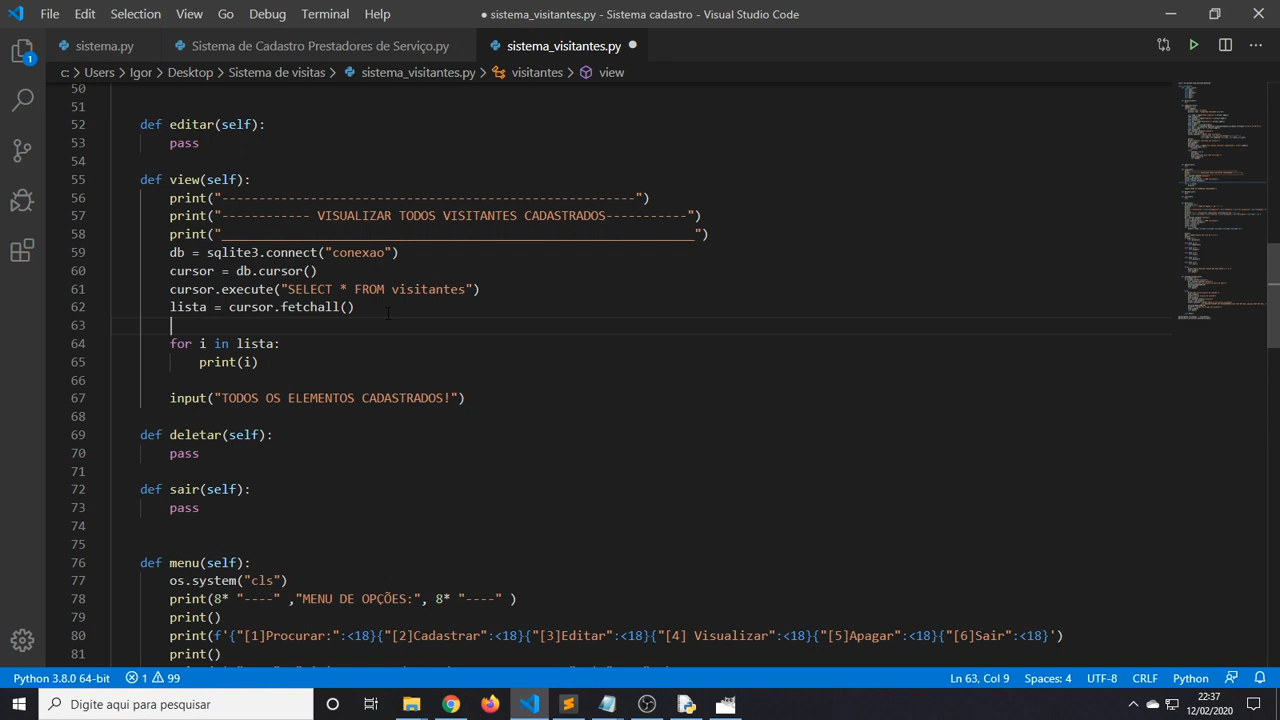 File Edit Selection View Go Debug Terminal Help
● sistema_visitantes.py - Sistema cadastro - Visual Studio Code
sistema.py Sistema de Cadastro Prestadores de Serviço.py sistema_visitantes.py
c: > Users > Igor > Desktop > Sistema de visitas > sistema_visitantes.py > visitantes > view
1
50
51
52 def editar(self):
53 pass
54
55 def view(self):
56 print("--------------------------------------------------------")
57 print("------------ VISUALIZAR TODOS VISITANTES CADASTRADOS-----------")
58 print("________________________________________________________________")
59 db = sqlite3.connect("conexao")
60 cursor = db.cursor()
61 cursor.execute("SELECT * FROM visitantes")
62 lista = cursor.fetchall()
63
64 for i in lista:
65 print(i)
66
67 input("TODOS OS ELEMENTOS CADASTRADOS!")
68
69 def deletar(self):
70 pass
71
72 def sair(self):
73 pass
74
75
76 def menu(self):
77 os.system("cls")
78 print(8* "----" ,"MENU DE OPÇÕES:", 8* "----" )
79 print()
80 print(f'{"[1]Procurar:":<18}{"[2]Cadastrar":<18}{"[3]Editar":<18}{"[4] Visualizar":<18}{"[5]Apagar":<18}{"[6]Sair":<18}')
81 print()
Python 3.8.0 64-bit 1 99 Ln 63, Col 9 Spaces: 4 UTF-8 CRLF Python
Digite aqui para pesquisar
22:37
12/02/2020